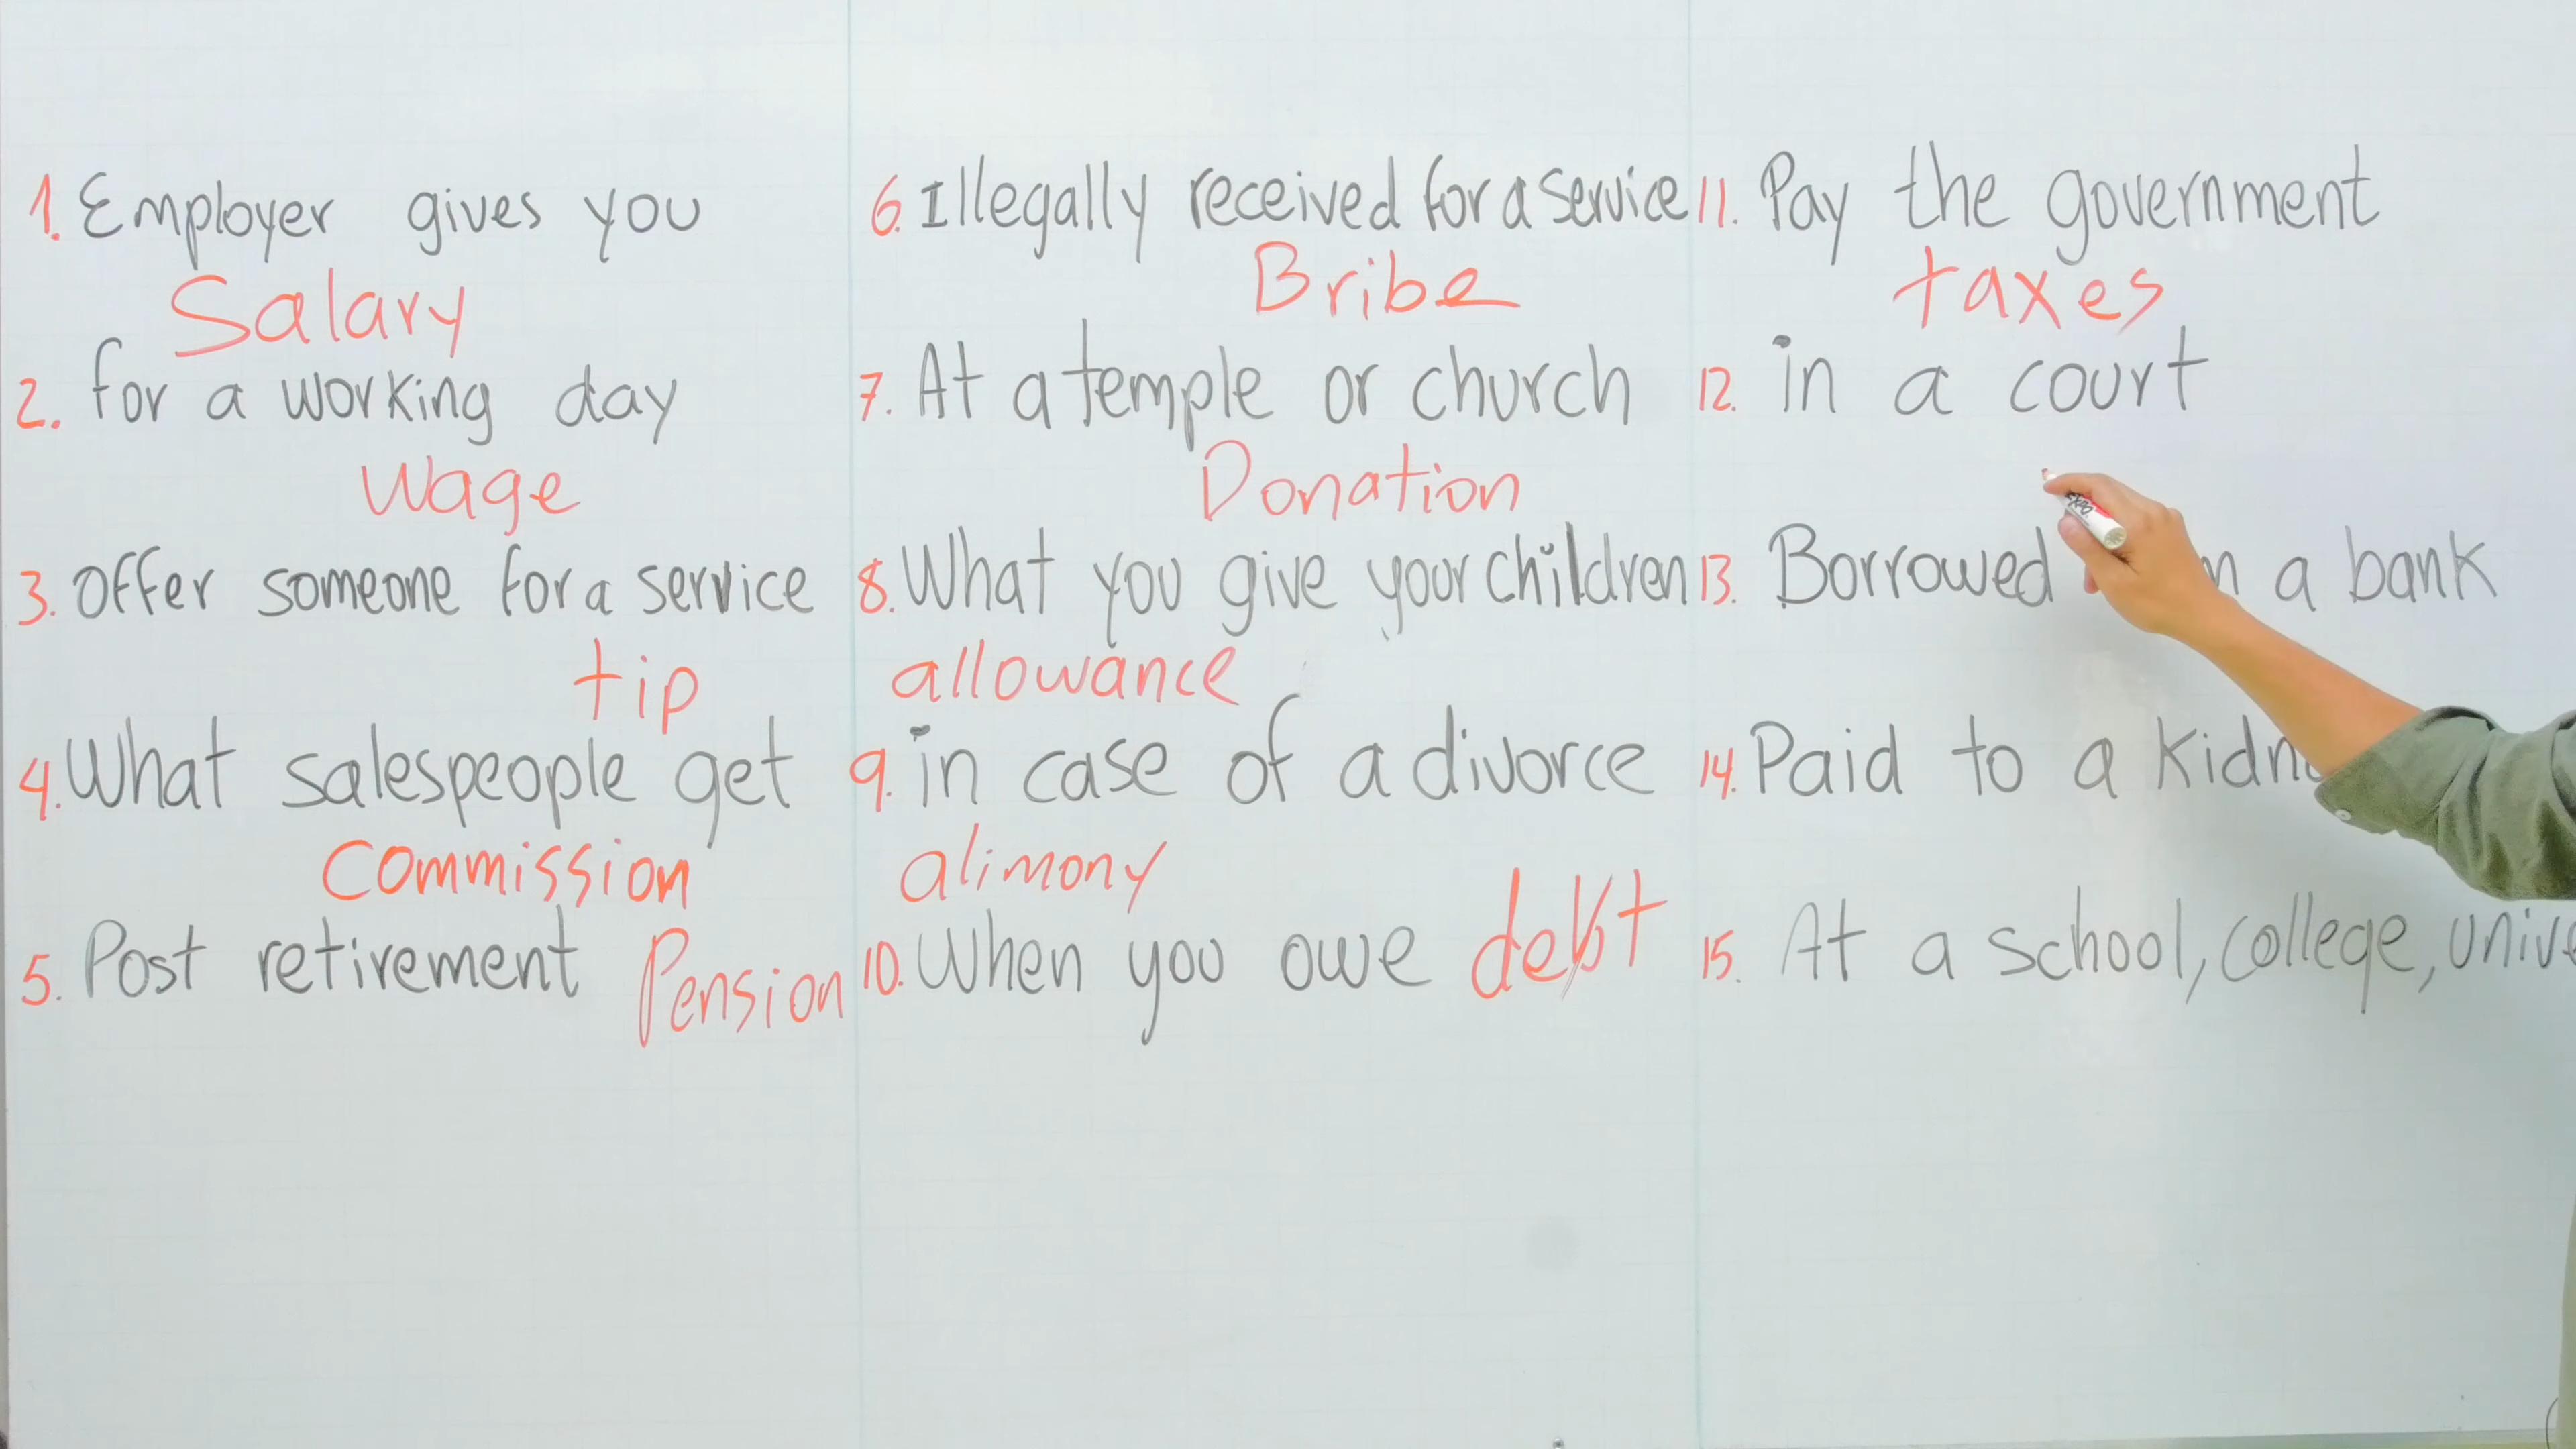 1. Employer gives you
Salary
2. for a working day
Wage
3. Offer someone for a service
tip
4. What salespeople get
Commission
5. Post retirement Pension
6. Illegally received for a service
Bribe
7. At a temple or church
Donation
8. What you give your children
allowance
9. in case of a divorce
alimony
10. When you owe debt
11. Pay the government
taxes
12. in a court
EXPO
13. Borrowed a bank
14. Paid to a
15. At a school, college,